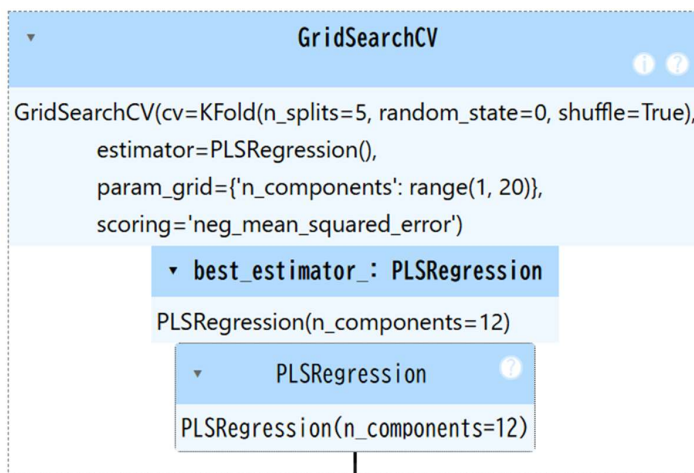 GridSearchCV
GridSearchCV(cv=KFold(n_splits=5, random_state=0, shuffle=True),
estimator=PLSRegression(),
param_grid={'n_components': range(1, 20)},
scoring='neg_mean_squared_error')
best_estimator_: PLSRegression
PLSRegression(n_components=12)
PLSRegression
PLSRegression(n_components=12)